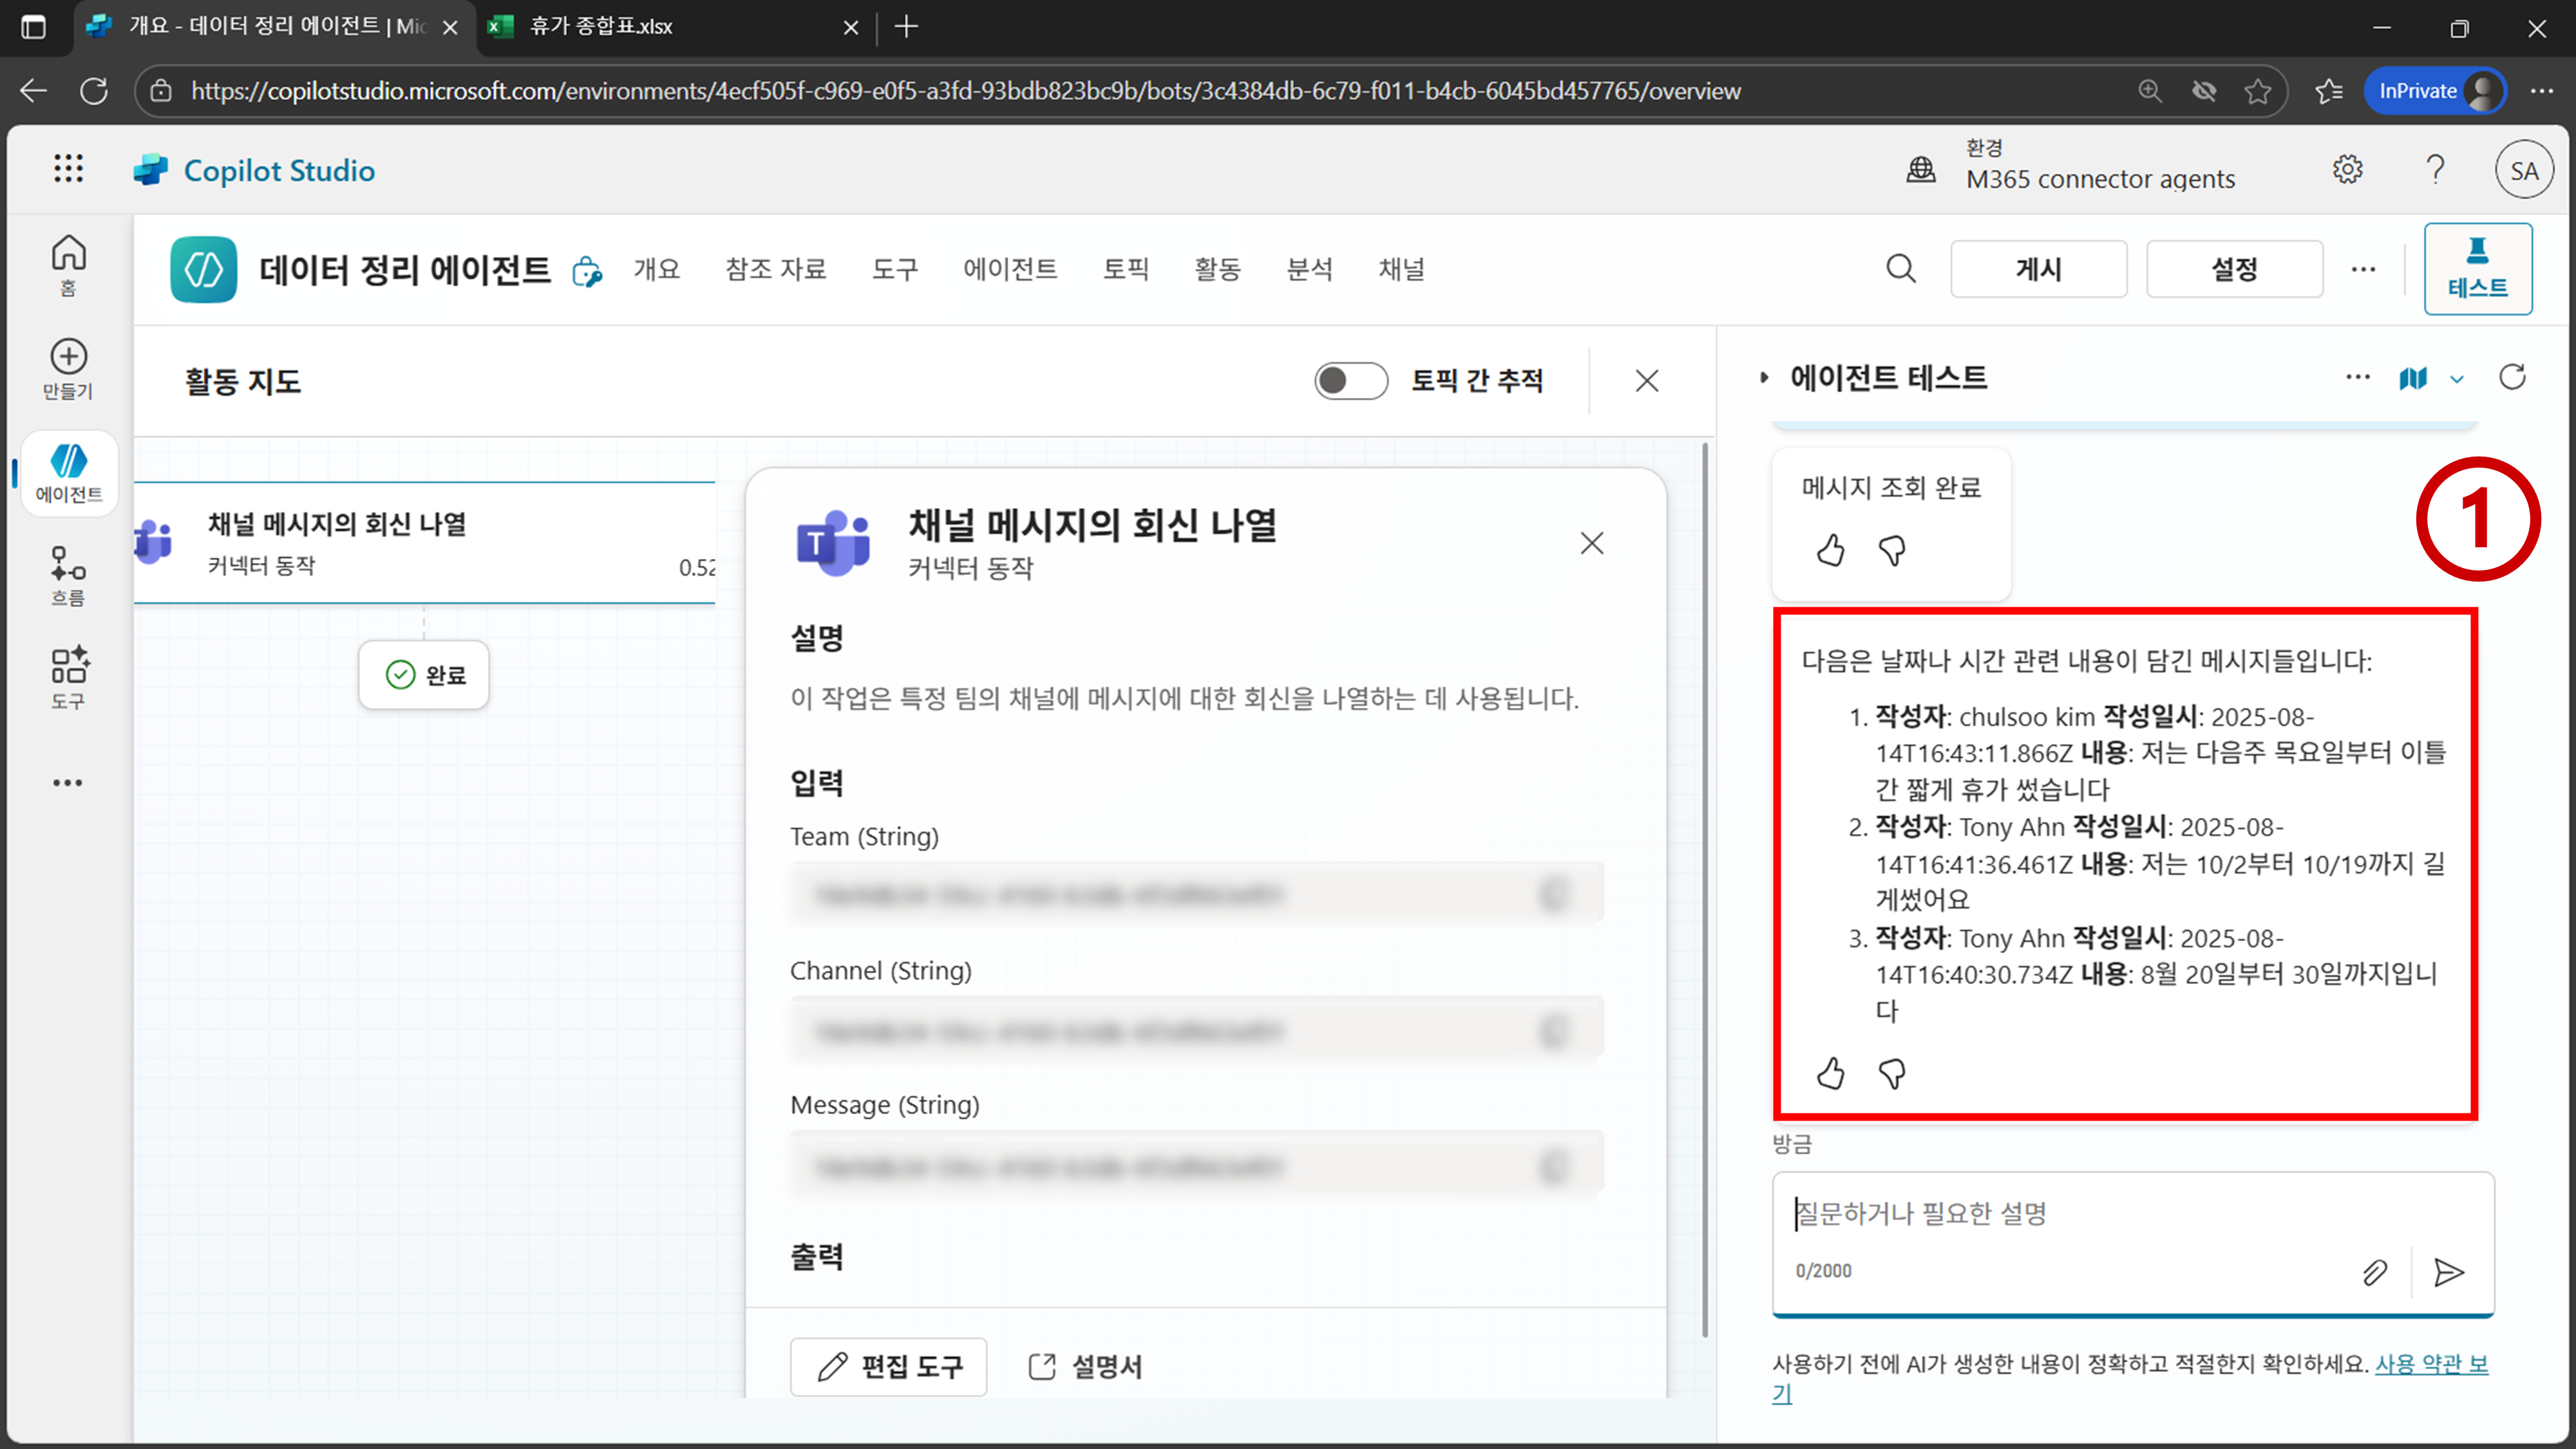 개요 - 데이터 정리 에이전트 | Mic
휴가 종합표.xlsx
https://copilotstudio.microsoft.com/environments/4ecf505f-c969-e0f5-a3fd-93bdb823bc9b/bots/3c4384db-6c79-f011-b4cb-6045bd457765/overview
InPrivate
Copilot Studio
환경
M365 connector agents
SA
홈
만들기
에이전트
흐름
도구
데이터 정리 에이전트
개요
참조 자료
도구
에이전트
토픽
활동
분석
채널
게시
설정
테스트
활동 지도
토픽 간 추적
채널 메시지의 회신 나열
커넥터 동작
0.52
완료
채널 메시지의 회신 나열
커넥터 동작
설명
이 작업은 특정 팀의 채널에 메시지에 대한 회신을 나열하는 데 사용됩니다.
입력
Team (String)
Channel (String)
Message (String)
출력
편집 도구
설명서
에이전트 테스트
메시지 조회 완료
1
다음은 날짜나 시간 관련 내용이 담긴 메시지들입니다:
1. 작성자: chulsoo kim 작성일시: 2025-08-
14T16:43:11.866Z 내용: 저는 다음주 목요일부터 이틀
간 짧게 휴가 썼습니다
2. 작성자: Tony Ahn 작성일시: 2025-08-
14T16:41:36.461Z 내용: 저는 10/2부터 10/19까지 길
게썼어요
3. 작성자: Tony Ahn 작성일시: 2025-08-
14T16:40:30.734Z 내용: 8월 20일부터 30일까지입니
다
방금
질문하거나 필요한 설명
0/2000
사용하기 전에 AI가 생성한 내용이 정확하고 적절한지 확인하세요. 사용 약관 보
기